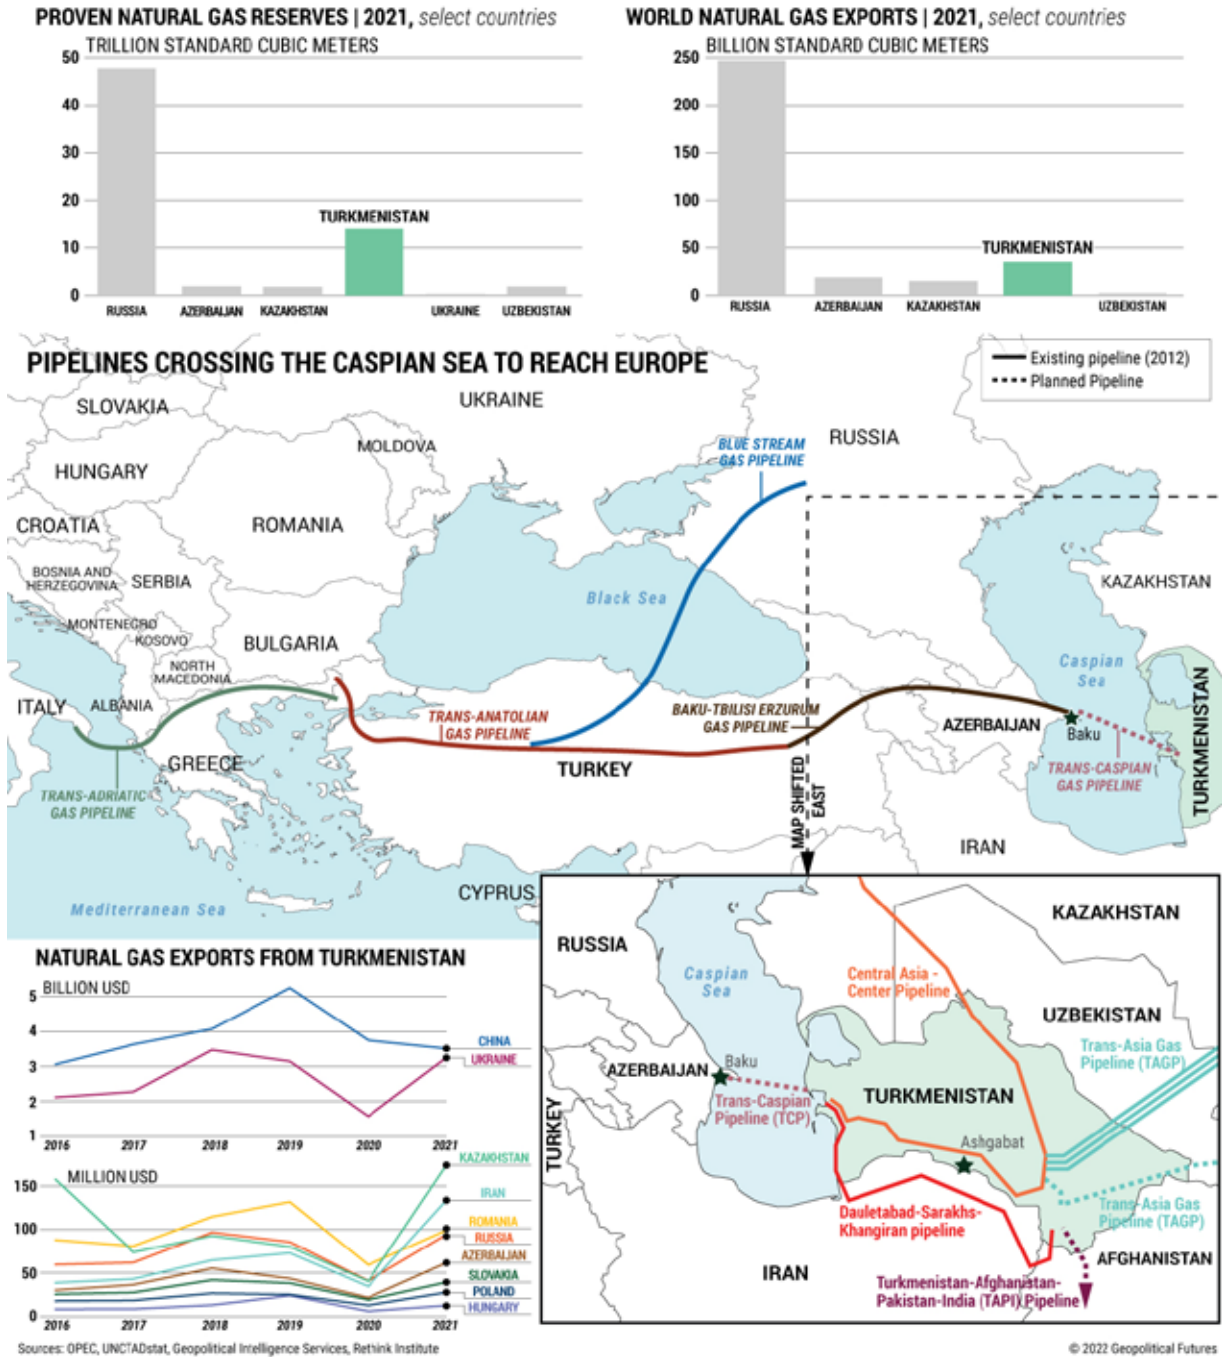 PROVEN NATURAL GAS RESERVES | 2021, select countries
TRILLION STANDARD CUBIC METERS
50
40
30
20
10
0
TURKMENISTAN
RUSSIA
AZERBAIJAN
KAZAKHSTAN
UKRAINE
UZBEKISTAN
WORLD NATURAL GAS EXPORTS | 2021, select countries
BILLION STANDARD CUBIC METERS
250
200
150
100
50
0
TURKMENISTAN
RUSSIA
AZERBAIJAN
KAZAKHSTAN
UZBEKISTAN
PIPELINES CROSSING THE CASPIAN SEA TO REACH EUROPE
Existing pipeline (2012)
Planned Pipeline
SLOVAKIA
UKRAINE
MOLDOVA
RUSSIA
BLUE STREAM
GAS PIPELINE
HUNGARY
CROATIA
ROMANIA
BOSNIA AND
HERZEGOVINA
SERBIA
Black Sea
KAZAKHSTAN
MONTENEGRO
KOSOVO
BULGARIA
NORTH
MACEDONIA
Caspian
Sea
ITALY
ALBANIA
TRANS-ANATOLIAN
GAS PIPELINE
BAKU-TBILISI ERZURUM
GAS PIPELINE
AZERBAIJAN
Baku
TURKMENISTAN
GREECE
TURKEY
TRANS-CASPIAN
GAS PIPELINE
TRANS-ADRIATIC
GAS PIPELINE
MAP SHIFTED
EAST
IRAN
CYPRUS
Mediterranean Sea
NATURAL GAS EXPORTS FROM TURKMENISTAN
BILLION USD
5
4
3
2
1
CHINA
UKRAINE
2016
2017
2018
2019
2020
2021
MILLION USD
150
100
50
0
KAZAKHSTAN
IRAN
ROMANIA
RUSSIA
AZERBAIJAN
SLOVAKIA
POLAND
HUNGARY
2016
2017
2018
2019
2020
2021
KAZAKHSTAN
RUSSIA
Caspian
Sea
Central Asia -
Center Pipeline
UZBEKISTAN
Trans-Asia Gas
Pipeline (TAGP)
AZERBAIJAN
Baku
Trans-Caspian
Pipeline (TCP)
TURKMENISTAN
TURKEY
Ashgabat
Dauletabad-Sarakhs-
Khangiran pipeline
Trans-Asia Gas
Pipeline (TAGP)
AFGHANISTAN
IRAN
Turkmenistan-Afghanistan-
Pakistan-India (TAPI) Pipeline
Sources: OPEC, UNCTADstat, Geopolitical Intelligence Services, Rethink Institute
© 2022 Geopolitical Futures